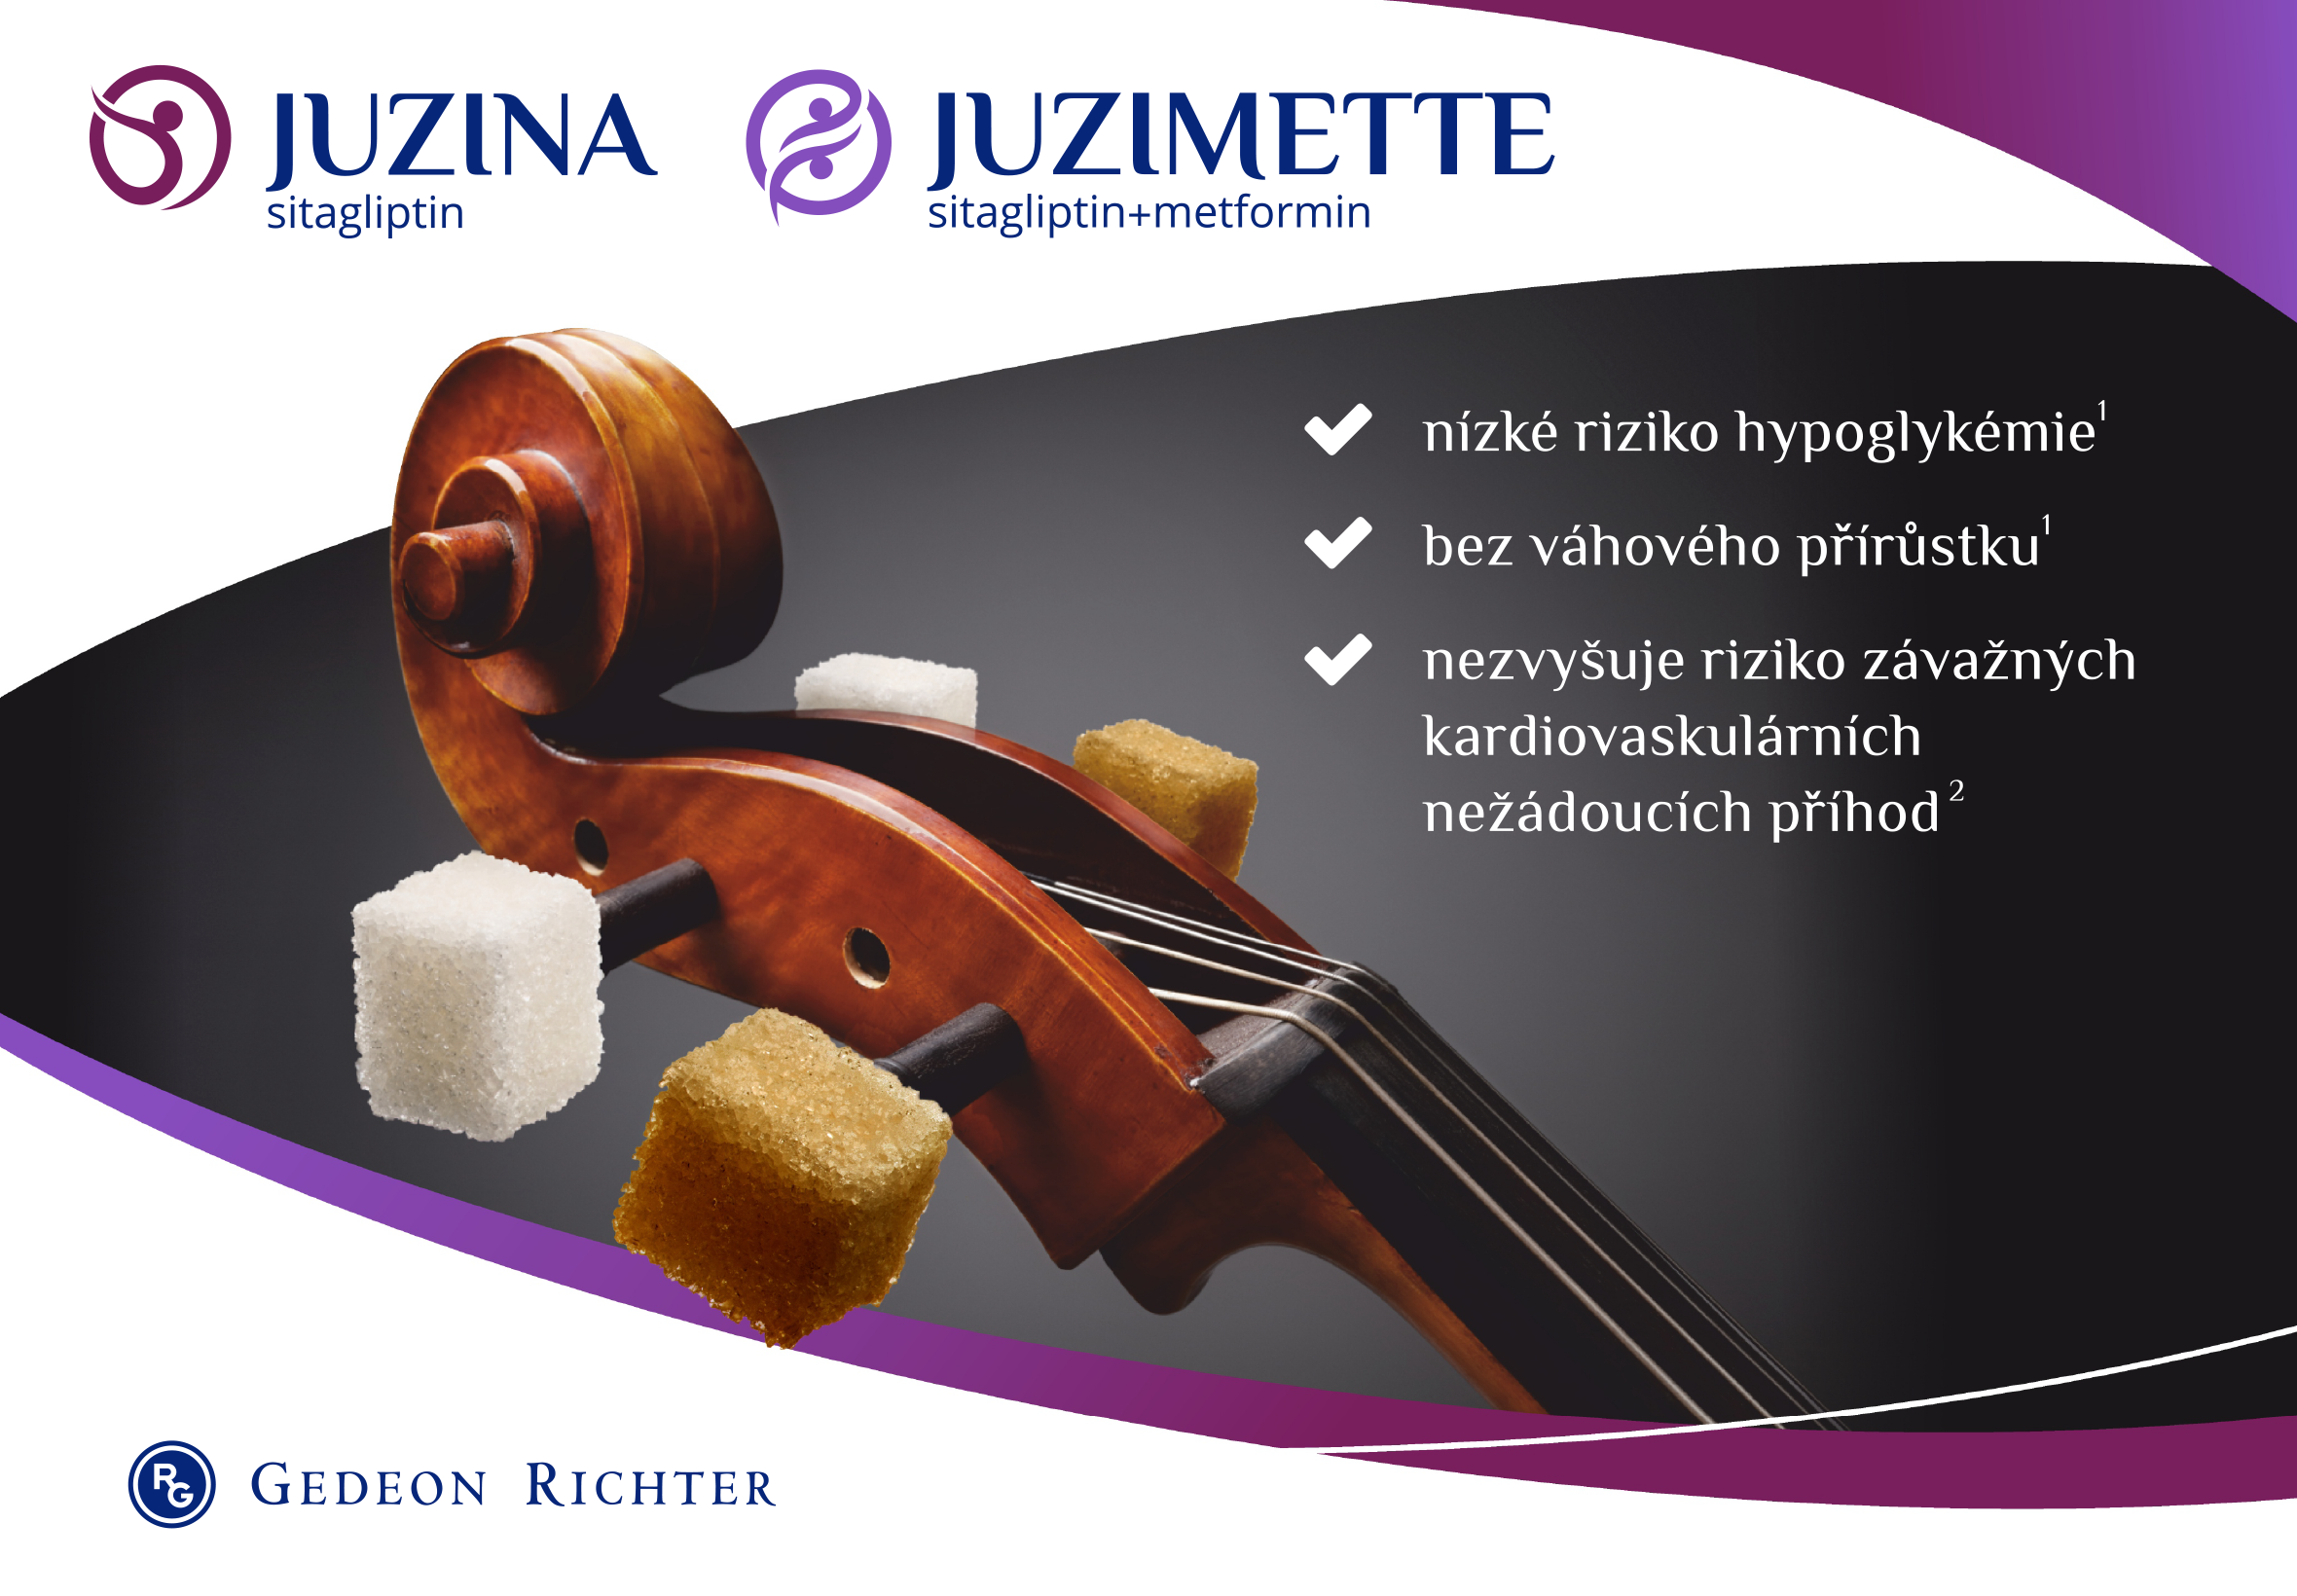 JUZINA
sitagliptin
JUZIMETTE
sitagliptin+metformin
nízké riziko hypoglykémie¹
bez váhového přírůstku¹
nezvyšuje riziko závažných
kardiovaskulárních
nežádoucích příhod²
RG GEDEON RICHTER